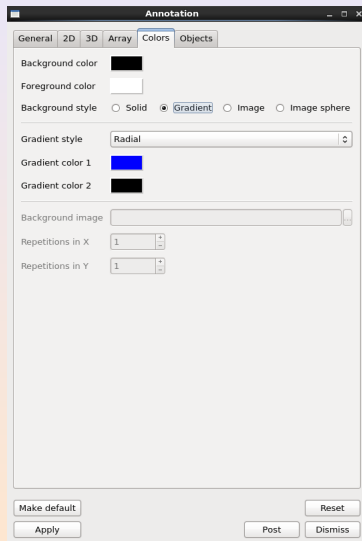 Annotation
General 2D 3D Array Colors Objects
Background color
Foreground color
Background style Solid Gradient Image Image sphere
Gradient style Radial
Gradient color 1
Gradient color 2
Background image ...
Repetitions in X 1
Repetitions in Y 1
Make default Reset
Apply Post Dismiss